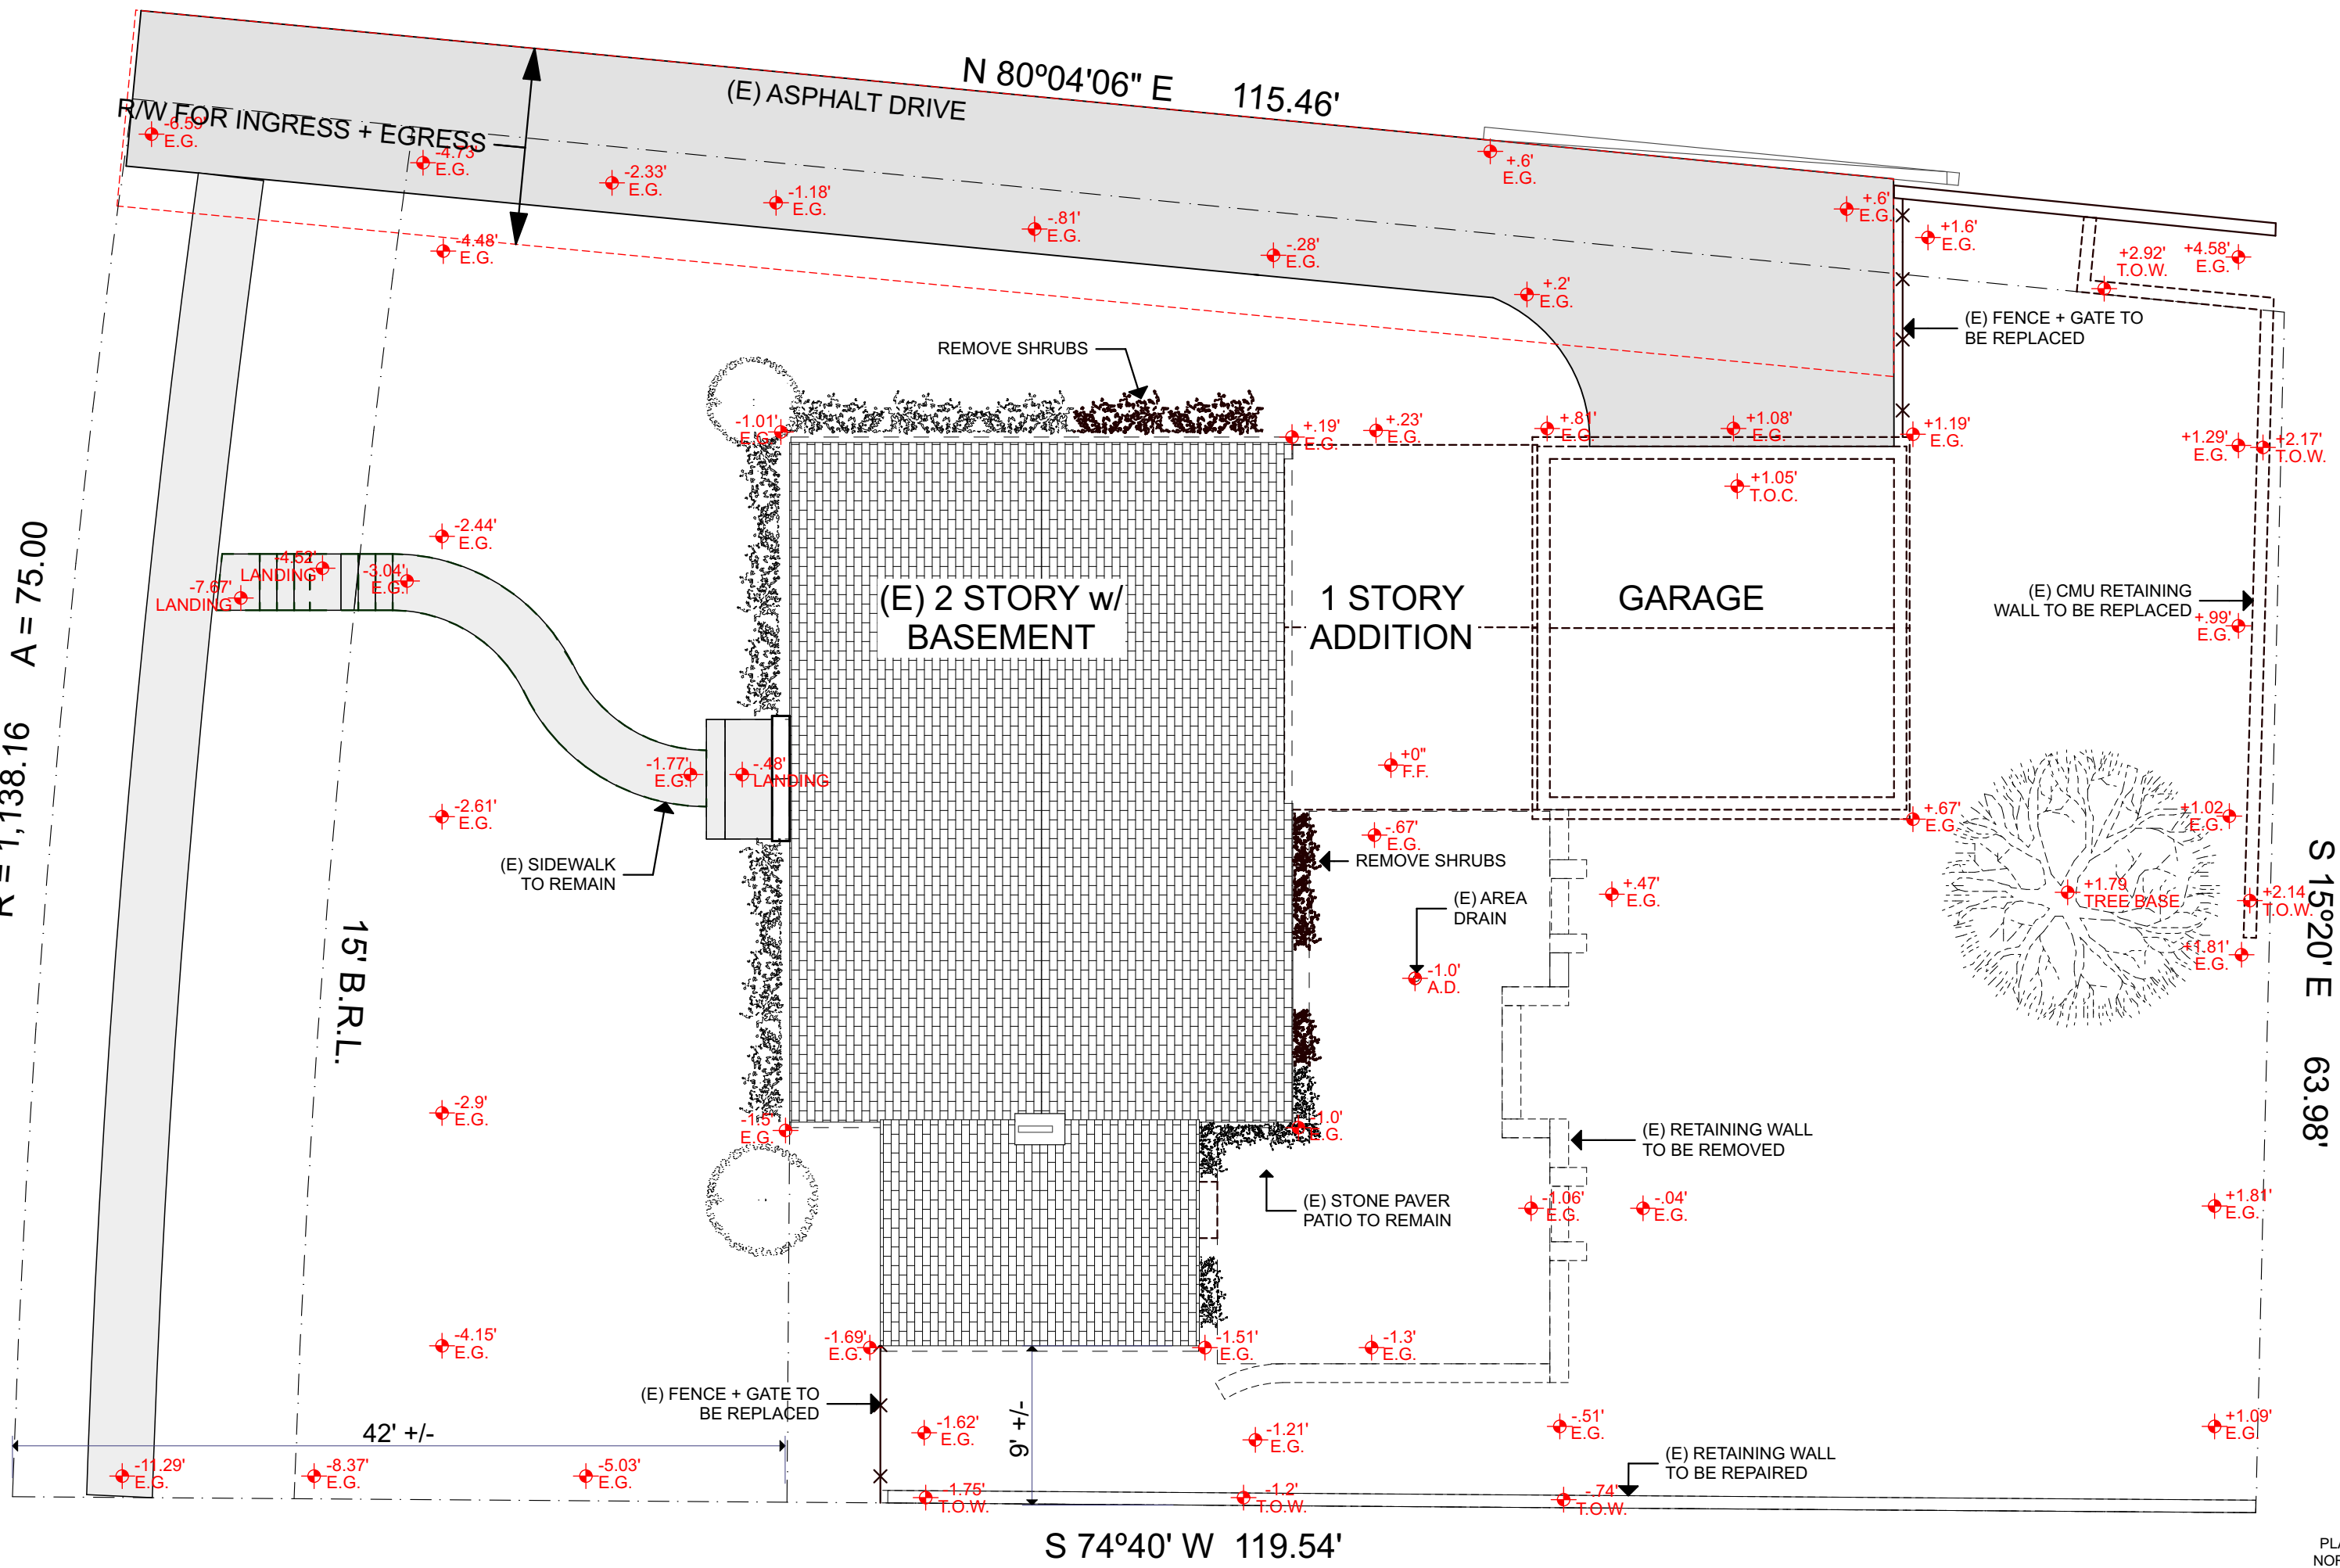 N 80º04'06" E 115.46'
(E) ASPHALT DRIVE
R/W FOR INGRESS + EGRESS
-6.59'
E.G.
-4.73'
E.G.
-2.33'
E.G.
-1.18'
E.G.
-.81'
E.G.
-.28'
E.G.
+.2'
E.G.
+.6'
E.G.
+.6'
E.G.
+1.6'
E.G.
+2.92'
T.O.W.
+4.58'
E.G.
-4.48'
E.G.
(E) FENCE + GATE TO
BE REPLACED
REMOVE SHRUBS
-1.01'
E.G.
+.19'
E.G.
+.23'
E.G.
+.81'
E.G.
+1.08'
E.G.
+1.19'
E.G.
+1.29'
E.G.
+2.17'
T.O.W.
+1.05'
T.O.C.
A = 75.00
R = 1,138.16
-2.44'
E.G.
-4.52'
LANDING
-3.04'
E.G.
-7.67'
LANDING
(E) 2 STORY w/
BASEMENT
1 STORY
ADDITION
GARAGE
(E) CMU RETAINING
WALL TO BE REPLACED
+.99'
E.G.
-1.77'
E.G.
-.48'
LANDING
+0"
F.F.
-2.61'
E.G.
-.67'
E.G.
+.67'
E.G.
+1.02
E.G.
(E) SIDEWALK
TO REMAIN
REMOVE SHRUBS
(E) AREA
DRAIN
+.47'
E.G.
+1.79
TREE BASE
+2.14
T.O.W.
+1.81'
E.G.
-1.0'
A.D.
15' B.R.L.
S 15º20' E 63.98'
-2.9'
E.G.
-1.5'
E.G.
-1.0'
E.G.
(E) RETAINING WALL
TO BE REMOVED
(E) STONE PAVER
PATIO TO REMAIN
-1.06'
E.G.
-.04'
E.G.
+1.81'
E.G.
-4.15'
E.G.
-1.69'
E.G.
-1.51'
E.G.
-1.3'
E.G.
(E) FENCE + GATE TO
BE REPLACED
-1.62'
E.G.
9' +/-
-1.21'
E.G.
-.51'
E.G.
+1.09'
E.G.
42' +/-
-11.29'
E.G.
-8.37'
E.G.
-5.03'
E.G.
(E) RETAINING WALL
TO BE REPAIRED
-1.75'
T.O.W.
-1.2'
T.O.W.
-.74'
T.O.W.
S 74º40' W 119.54'